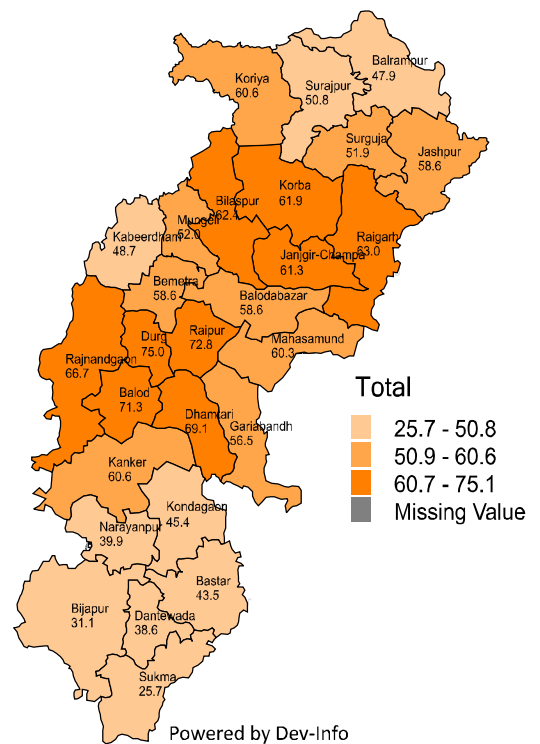 Balrampur
47.9
Koriya
60.6
Surajpur
50.8
Surguja
51.9
Jashpur
58.6
Korba
61.9
Bilaspur
62.4
Mungeli
52.0
Kabeerdham
48.7
Raigarh
63.0
Janjgir-Champa
61.3
Bemetra
58.6
Balodabazar
58.6
Raipur
72.8
Durg
75.0
Mahasamund
60.3
Rajnandgaon
66.7
Balod
71.3
Dhamtari
69.1
Gariabandh
56.5
Kanker
60.6
Kondagaon
45.4
Narayanpur
39.9
Bastar
43.5
Bijapur
31.1
Dantewada
38.6
Sukma
25.7
Total
25.7 - 50.8
50.9 - 60.6
60.7 - 75.1
Missing Value
Powered by Dev-Info